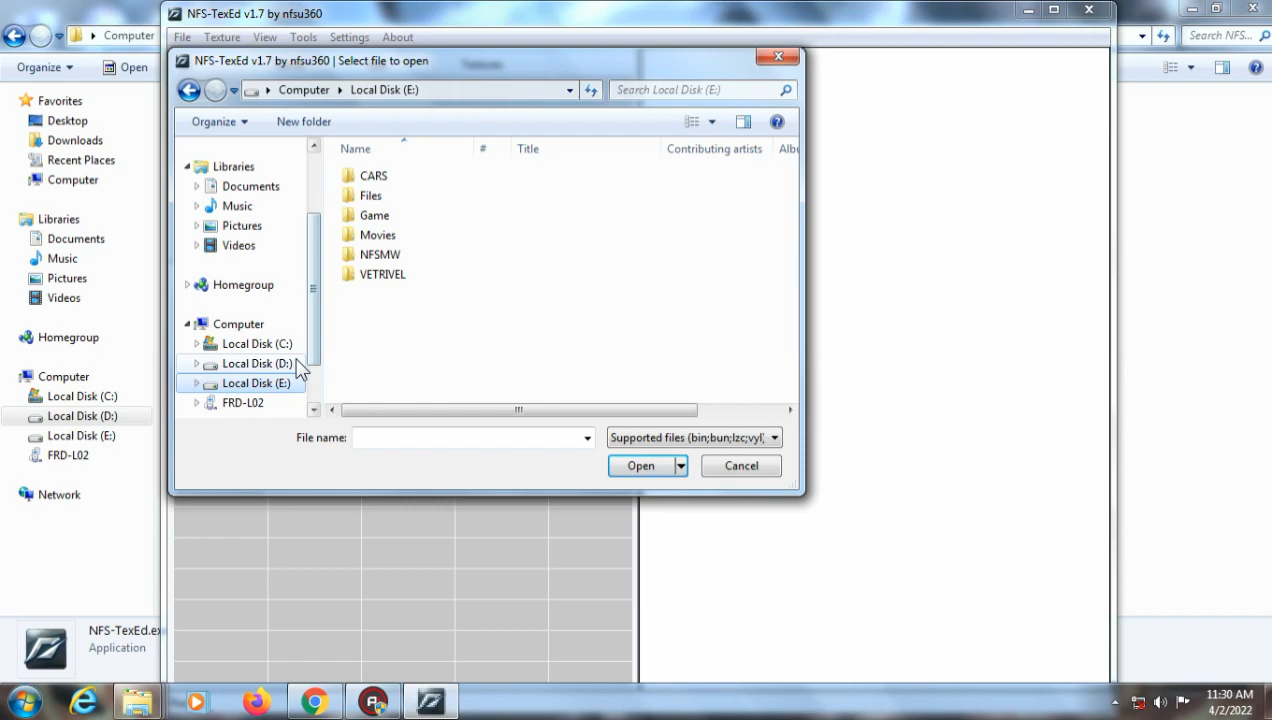 NFS-TexEd v1.7 by nfsu360
Computer
Search NFS...
File Texture View Tools Settings About
Organize Open
NFS-TexEd v1.7 by nfsu360 | Select file to open
Computer Local Disk (E:)
Search Local Disk (E:)
Organize New folder
Name # Title Contributing artists Albu
Favorites
Desktop
Downloads
Recent Places
Computer
Libraries
Documents
Music
Pictures
Videos
Homegroup
Computer
Local Disk (C:)
Local Disk (D:)
Local Disk (E:)
FRD-L02
Network
Libraries
Documents
Music
Pictures
Videos
Homegroup
Computer
Local Disk (C:)
Local Disk (D:)
Local Disk (E:)
FRD-L02
CARS
Files
Game
Movies
NFSMW
VETRIVEL
File name:
Supported files (bin;bun;lzc;vyl
Open Cancel
NFS-TexEd.ex
Application
11:30 AM
4/2/2022